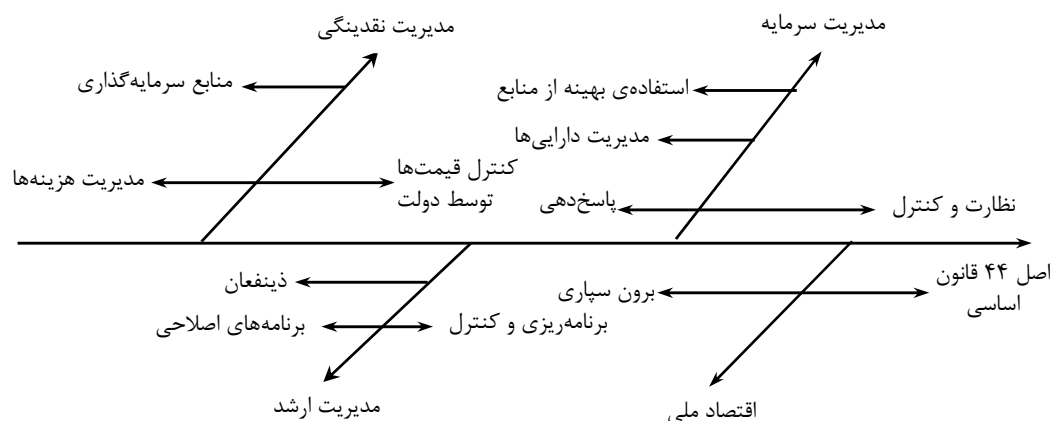 مدیریت سرمایه
مدیریت نقدینگی
استفاده‌ی بهینه از منابع
منابع سرمایه‌گذاری
مدیریت دارایی‌ها
کنترل قیمت‌ها
توسط دولت
مدیریت هزینه‌ها
نظارت و کنترل
پاسخ‌دهی
اصل ۴۴ قانون
اساسی
برون سپاری
ذینفعان
برنامه‌ریزی و کنترل
برنامه‌های اصلاحی
اقتصاد ملی
مدیریت ارشد